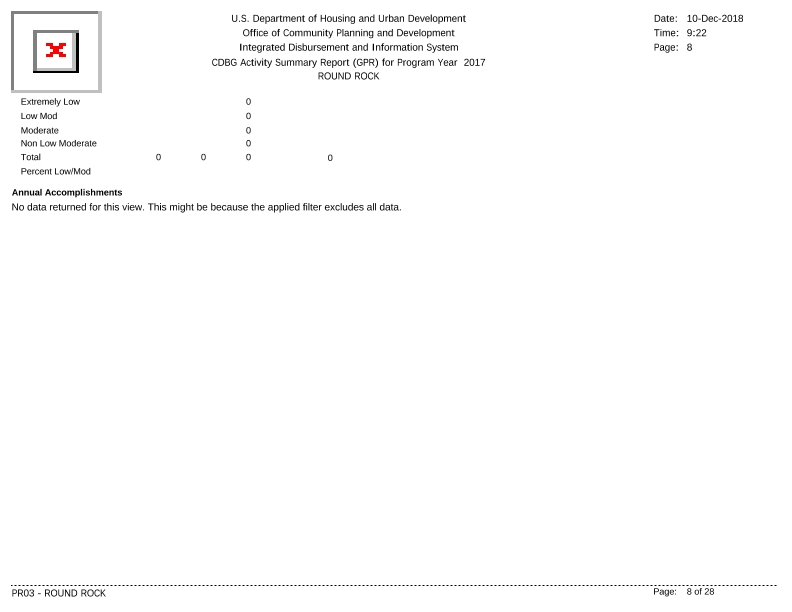 U.S. Department of Housing and Urban Development
Office of Community Planning and Development
Integrated Disbursement and Information System
CDBG Activity Summary Report (GPR) for Program Year 2017
ROUND ROCK
Date: 10-Dec-2018
Time: 9:22
Page: 8
Extremely Low 0
Low Mod 0
Moderate 0
Non Low Moderate 0
Total 0 0 0 0
Percent Low/Mod
Annual Accomplishments
No data returned for this view. This might be because the applied filter excludes all data.
PR03 - ROUND ROCK Page: 8 of 28